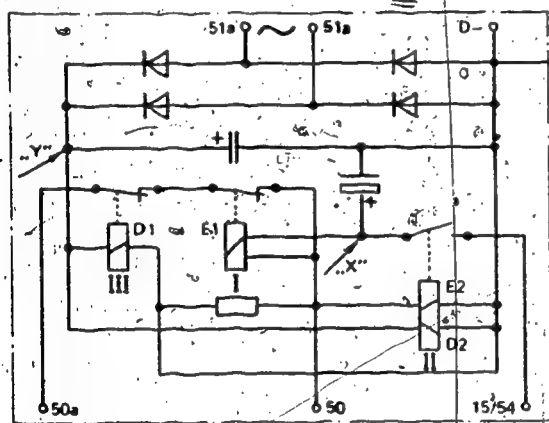 51a 51a D-
+
„Y"
+
D1 E1
„X"
III I
E2
D2
II
50a 50 15/54